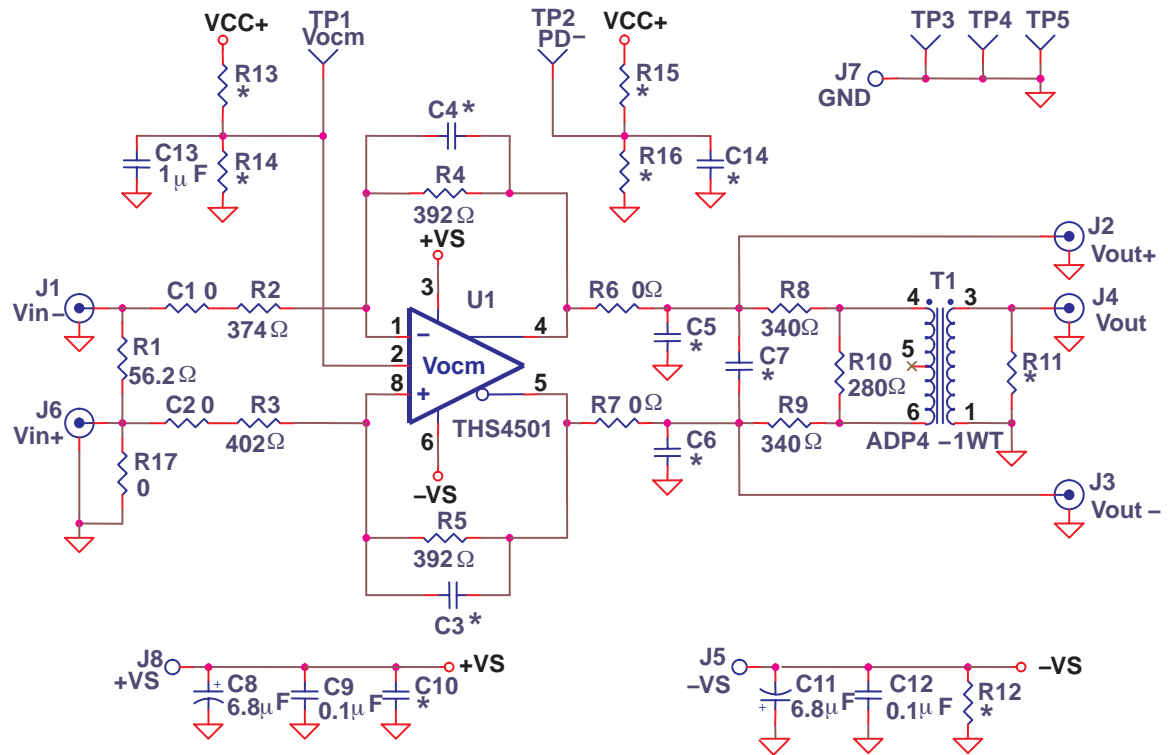 VCC+
TP1
Vocm
TP2
PD−
VCC+
TP3
TP4
TP5
R13
*
R15
*
J7
GND
C4*
C13
1μF
R14
*
R16
*
C14
*
R4
392Ω
+VS
J2
Vout+
J1
Vin−
C1 0
R2
374Ω
3
U1
R6 0Ω
R8
340Ω
T1
4
3
J4
Vout
1
−
4
C5
*
R1
56.2Ω
2
Vocm
C7
*
R10
280Ω
5
R11
*
8
+
5
J6
Vin+
C2 0
R3
402Ω
6
THS4501
R7 0Ω
R9
340Ω
6
1
ADP4 −1WT
C6
*
R17
0
−VS
J3
Vout −
R5
392Ω
C3*
J8
+VS
+VS
+
C8
6.8μF
C9
0.1μF
C10
*
J5
−VS
−VS
+
C11
6.8μF
C12
0.1μF
R12
*